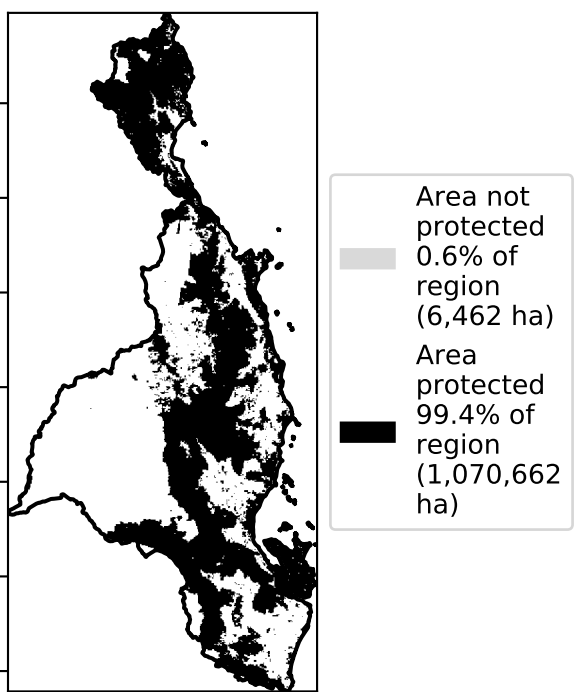 Area not
protected
0.6% of
region
(6,462 ha)
Area
protected
99.4% of
region
(1,070,662
ha)